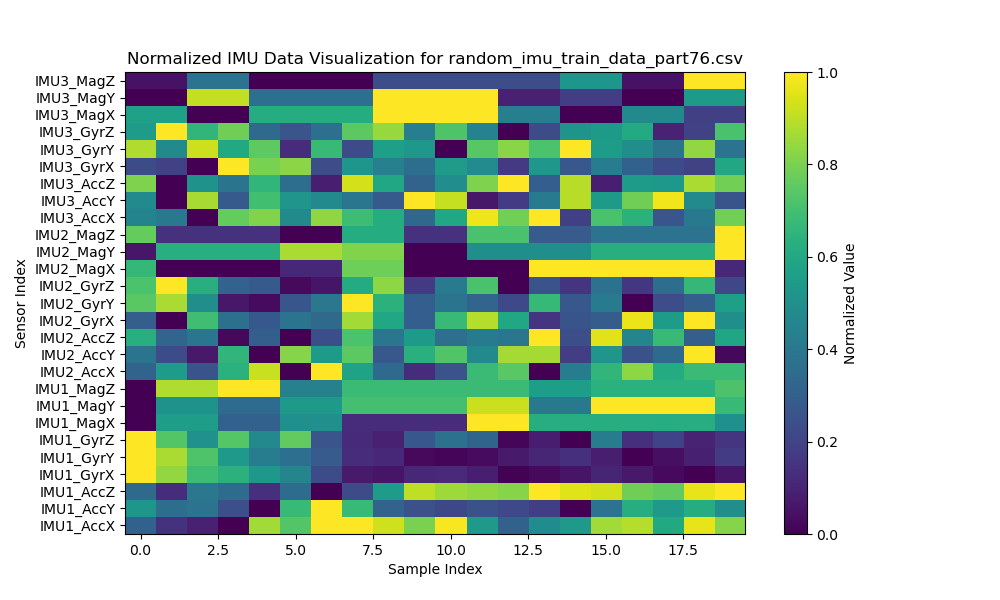 Normalized IMU Data Visualization for random_imu_train_data_part76.csv
IMU3_MagZ
IMU3_MagY
IMU3_MagX
IMU3_GyrZ
IMU3_GyrY
IMU3_GyrX
IMU3_AccZ
IMU3_AccY
IMU3_AccX
IMU2_MagZ
IMU2_MagY
IMU2_MagX
IMU2_GyrZ
IMU2_GyrY
IMU2_GyrX
IMU2_AccZ
IMU2_AccY
IMU2_AccX
IMU1_MagZ
IMU1_MagY
IMU1_MagX
IMU1_GyrZ
IMU1_GyrY
IMU1_GyrX
IMU1_AccZ
IMU1_AccY
IMU1_AccX
Sensor Index
0.0 2.5 5.0 7.5 10.0 12.5 15.0 17.5
Sample Index
1.0
0.8
0.6
0.4
0.2
0.0
Normalized Value